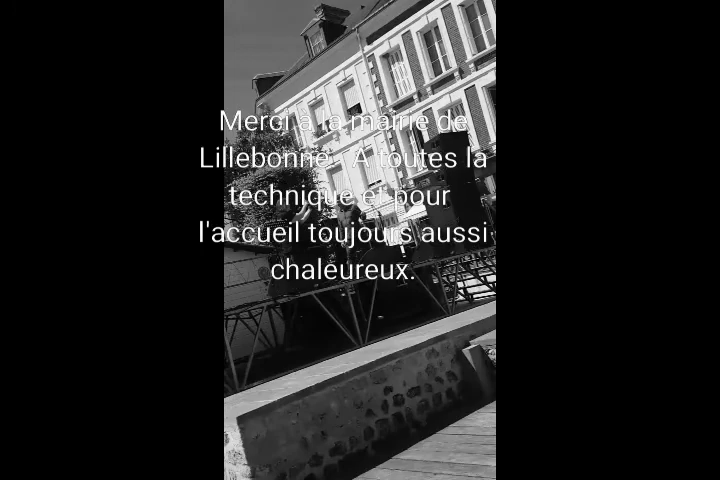 Merci à la mairie de
Lillebonne. A toutes la
technique et pour
l'accueil toujours aussi
chaleureux.